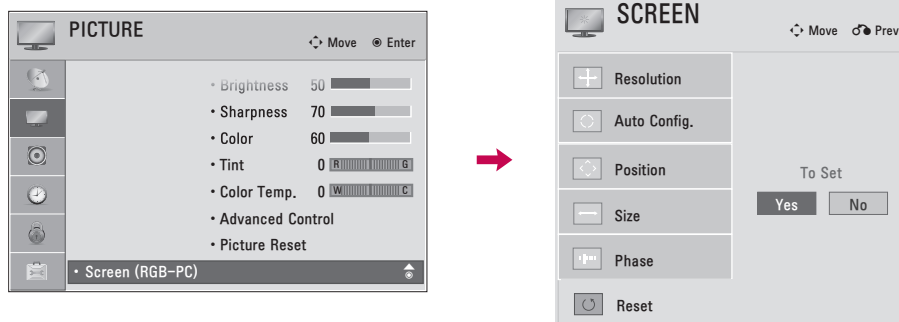 PICTURE
Move Enter
• Brightness 50
• Sharpness 70
• Color 60
• Tint 0 R G
• Color Temp. 0 W C
• Advanced Control
• Picture Reset
• Screen (RGB-PC)
SCREEN
Move Prev
Resolution
Auto Config.
Position
Size
Phase
Reset
To Set
Yes No